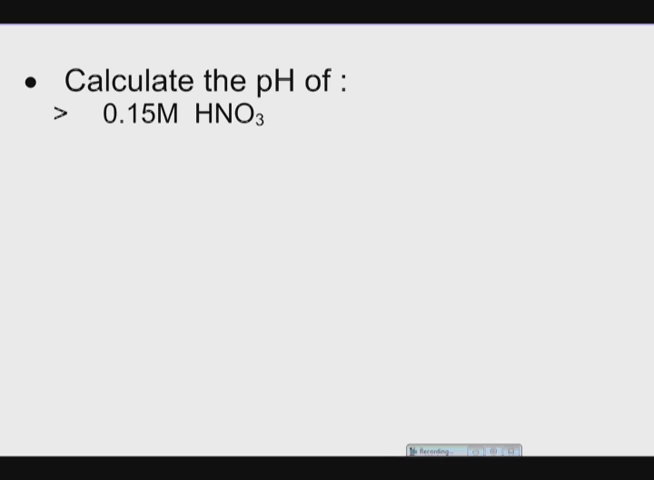 • Calculate the pH of :
> 0.15M HNO₃
Recording...